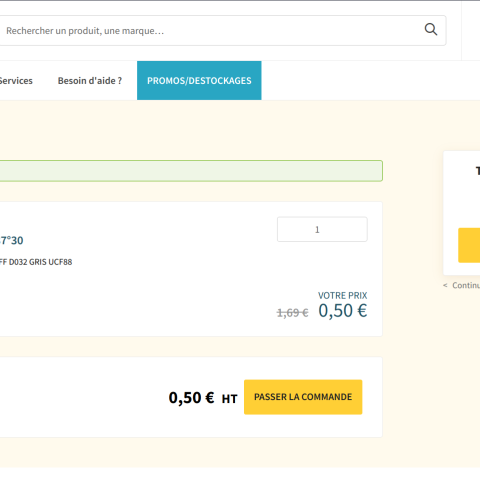 Rechercher un produit, une marque…
Services
Besoin d'aide ?
PROMOS/DESTOCKAGES
7°30
1
FF D032 GRIS UCF88
VOTRE PRIX
1,69 € 0,50 €
< Continu
0,50 € HT
PASSER LA COMMANDE